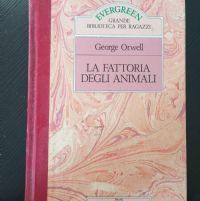 EVERGREEN
GRANDE
BIBLIOTECA PER RAGAZZI
George Orwell
LA FATTORIA
DEGLI ANIMALI